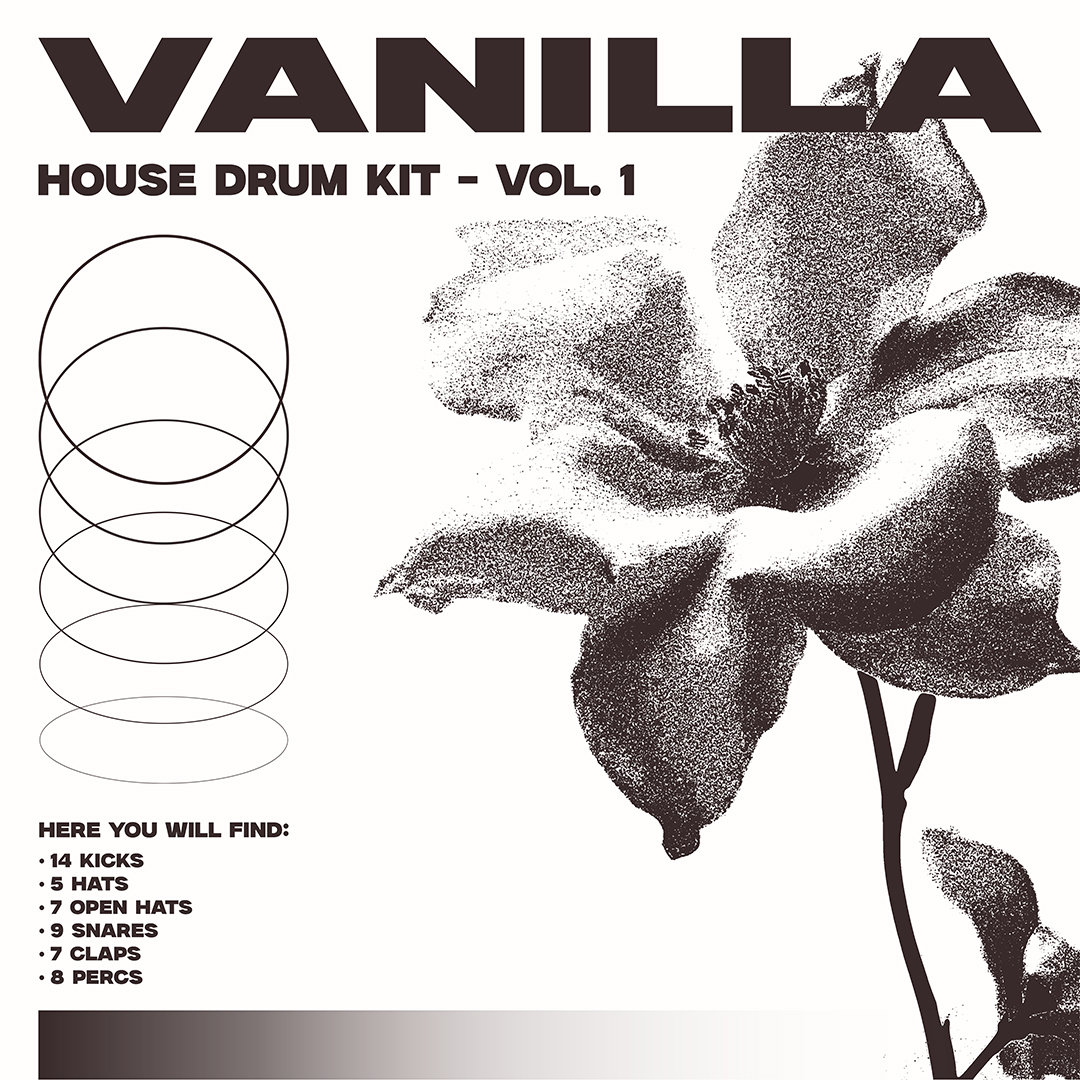 VANILLA
HOUSE DRUM KIT - VOL. 1
HERE YOU WILL FIND:
• 14 KICKS
• 5 HATS
• 7 OPEN HATS
• 9 SNARES
• 7 CLAPS
• 8 PERCS